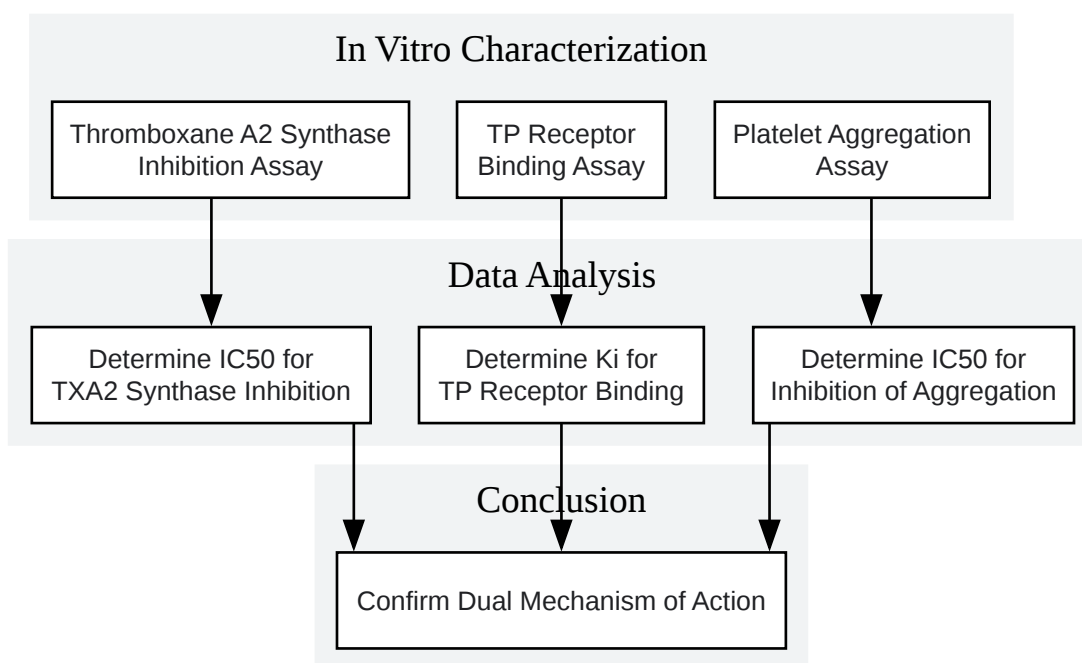 In Vitro Characterization
Thromboxane A2 Synthase
Inhibition Assay
TP Receptor
Binding Assay
Platelet Aggregation
Assay
Data Analysis
Determine IC50 for
TXA2 Synthase Inhibition
Determine Ki for
TP Receptor Binding
Determine IC50 for
Inhibition of Aggregation
Conclusion
Confirm Dual Mechanism of Action